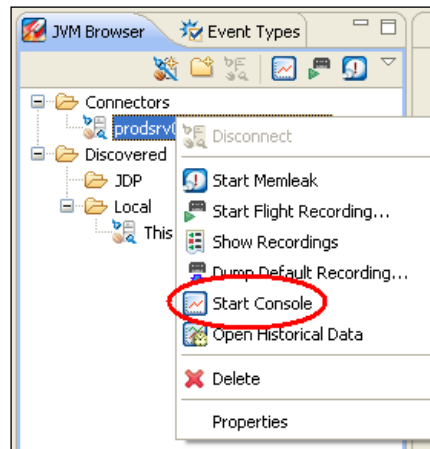 JVM Browser
Event Types
Connectors
prodsrv
Disconnect
Discovered
JDP
Start Memleak
Local
Start Flight Recording...
This
Show Recordings
Dump Default Recording...
Start Console
Open Historical Data
Delete
Properties